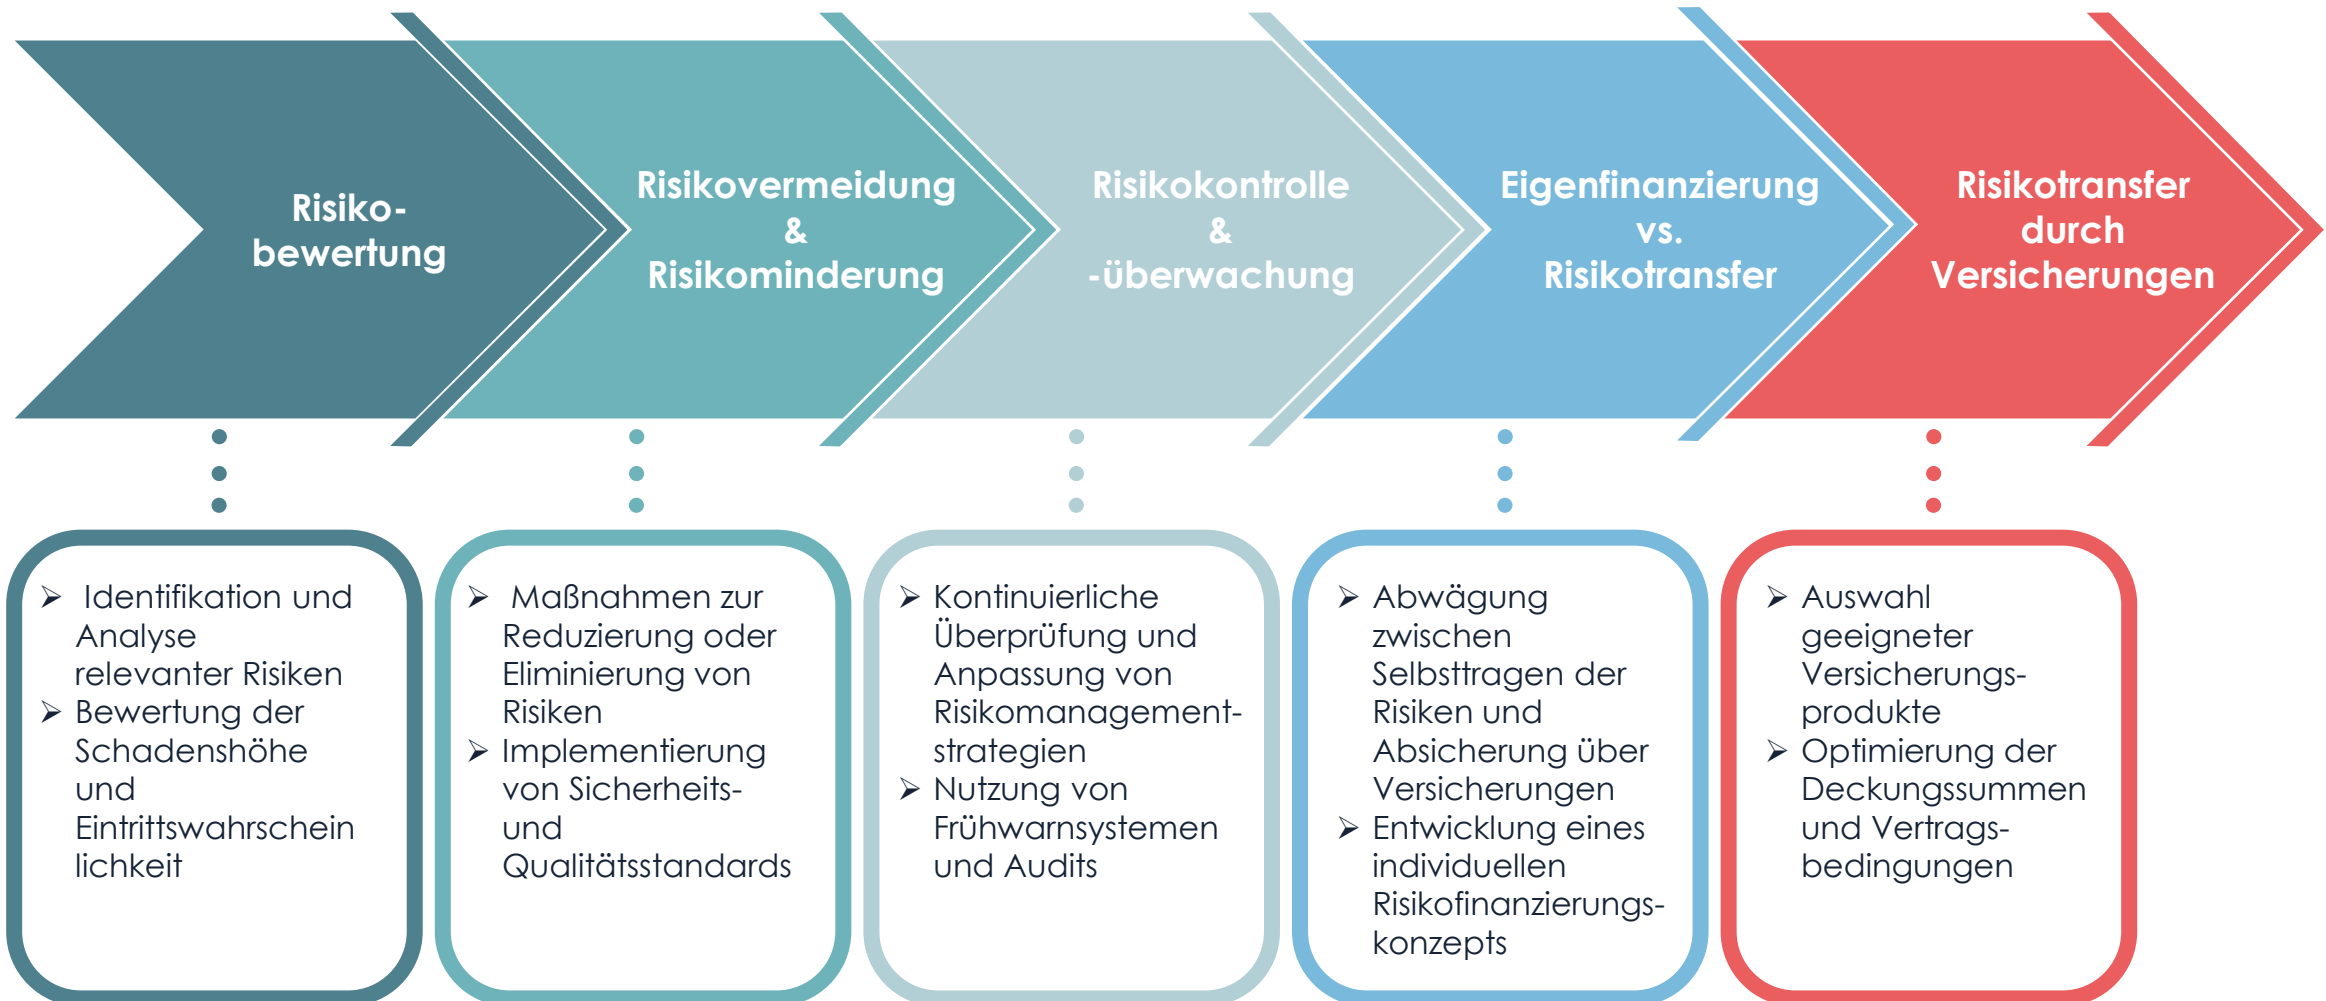 Risiko-
bewertung
Risikovermeidung
&
Risikominderung
Risikokontrolle
&
-überwachung
Eigenfinanzierung
vs.
Risikotransfer
Risikotransfer
durch
Versicherungen
➢ Identifikation und
Analyse
relevanter Risiken
➢ Bewertung der
Schadenshöhe
und
Eintrittswahrschein
lichkeit
➢ Maßnahmen zur
Reduzierung oder
Eliminierung von
Risiken
➢ Implementierung
von Sicherheits-
und
Qualitätsstandards
➢ Kontinuierliche
Überprüfung und
Anpassung von
Risikomanagement-
strategien
➢ Nutzung von
Frühwarnsystemen
und Audits
➢ Abwägung
zwischen
Selbsttragen der
Risiken und
Absicherung über
Versicherungen
➢ Entwicklung eines
individuellen
Risikofinanzierungs-
konzepts
➢ Auswahl
geeigneter
Versicherungs-
produkte
➢ Optimierung der
Deckungssummen
und Vertrags-
bedingungen